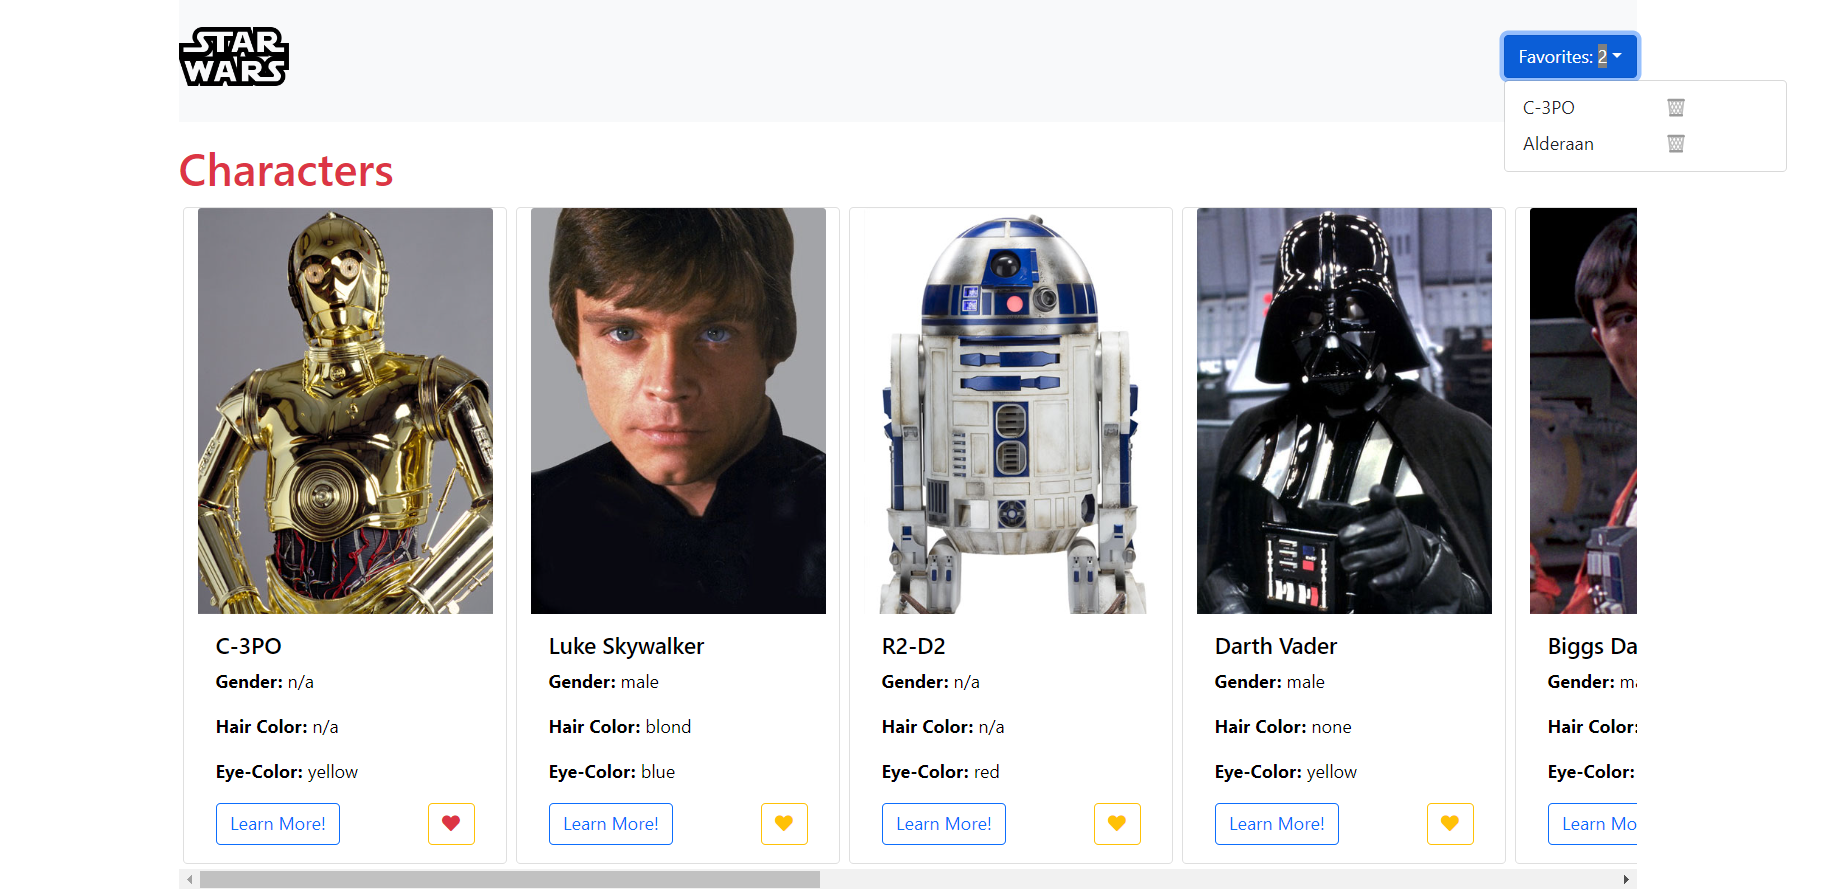 STAR
WARS
Favorites: 2
C-3PO
Alderaan
Characters
C-3PO
Gender: n/a
Hair Color: n/a
Eye-Color: yellow
Learn More!
Luke Skywalker
Gender: male
Hair Color: blond
Eye-Color: blue
Learn More!
R2-D2
Gender: n/a
Hair Color: n/a
Eye-Color: red
Learn More!
Darth Vader
Gender: male
Hair Color: none
Eye-Color: yellow
Learn More!
Biggs Da
Gender: m
Hair Color:
Eye-Color:
Learn Mo